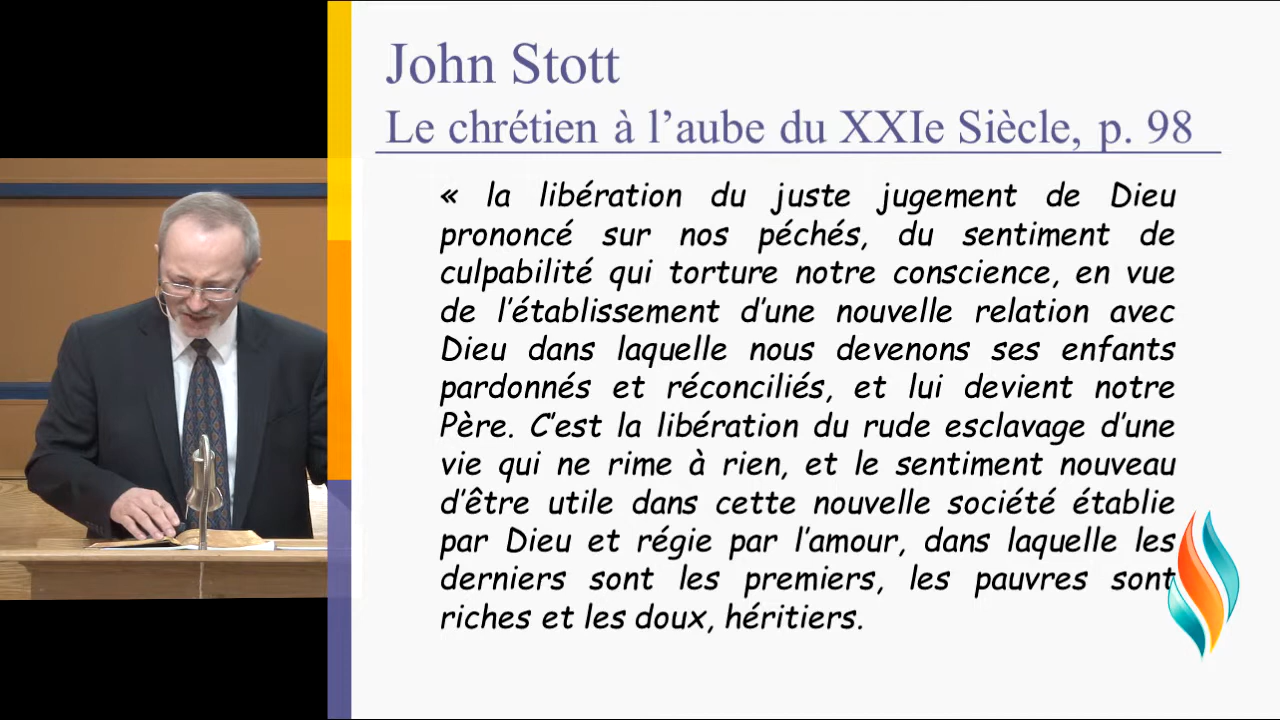 John Stott
Le chrétien à l’aube du XXIe Siècle, p. 98
« la libération du juste jugement de Dieu
prononcé sur nos péchés, du sentiment de
culpabilité qui torture notre conscience, en vue
de l’établissement d’une nouvelle relation avec
Dieu dans laquelle nous devenons ses enfants
pardonnés et réconciliés, et lui devient notre
Père. C’est la libération du rude esclavage d’une
vie qui ne rime à rien, et le sentiment nouveau
d’être utile dans cette nouvelle société établie
par Dieu et régie par l’amour, dans laquelle les
derniers sont les premiers, les pauvres sont
riches et les doux, héritiers.